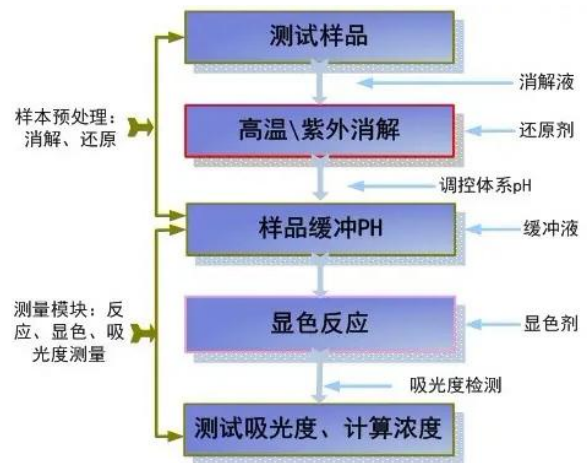 测试样品
消解液
样本预处理：
消解、还原
高温\紫外消解
还原剂
调控体系pH
样品缓冲PH
缓冲液
测量模块：反
应、显色、吸
光度测量
显色反应
显色剂
吸光度检测
测试吸光度、计算浓度